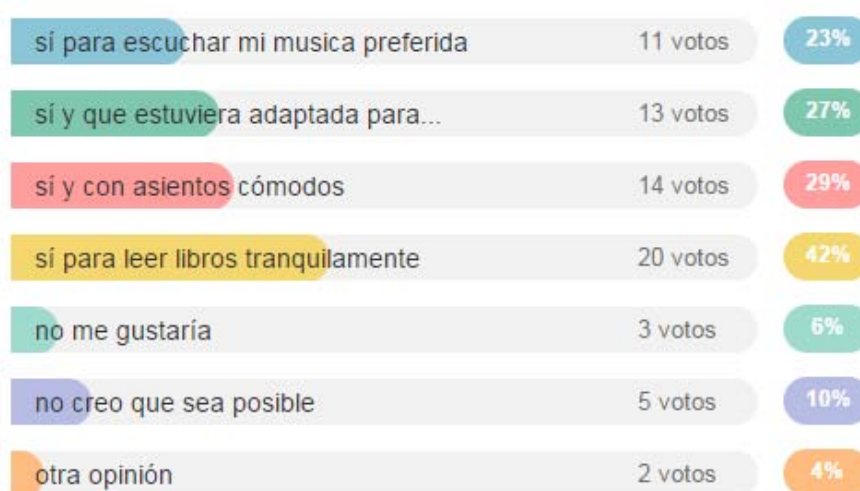 sí para escuchar mi musica preferida 11 votos 23%
sí y que estuviera adaptada para... 13 votos 27%
sí y con asientos cómodos 14 votos 29%
sí para leer libros tranquilamente 20 votos 42%
no me gustaría 3 votos 6%
no creo que sea posible 5 votos 10%
otra opinión 2 votos 4%